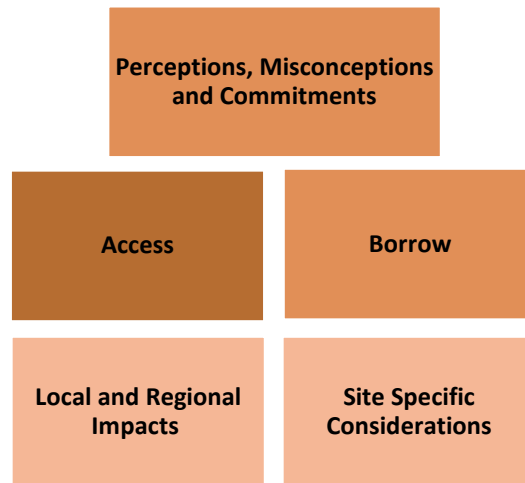 Perceptions, Misconceptions
and Commitments
Access
Borrow
Local and Regional
Impacts
Site Specific
Considerations